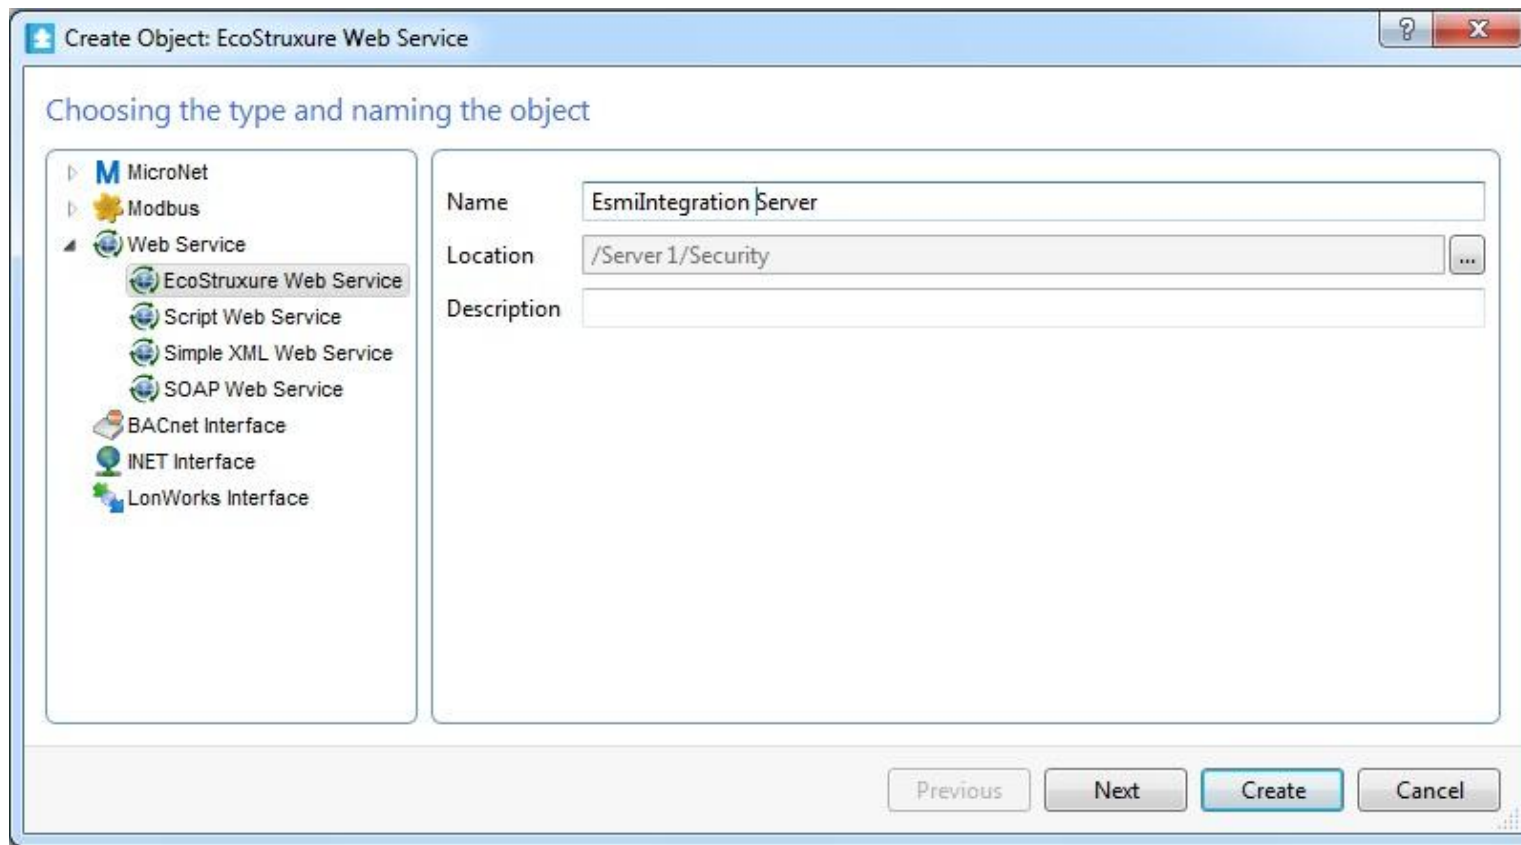 Create Object: EcoStruxure Web Service
?
X
Choosing the type and naming the object
M MicroNet
Modbus
Web Service
EcoStruxure Web Service
Script Web Service
Simple XML Web Service
SOAP Web Service
BACnet Interface
INET Interface
LonWorks Interface
Name EsmiIntegration Server
Location /Server 1/Security ...
Description
Previous Next Create Cancel